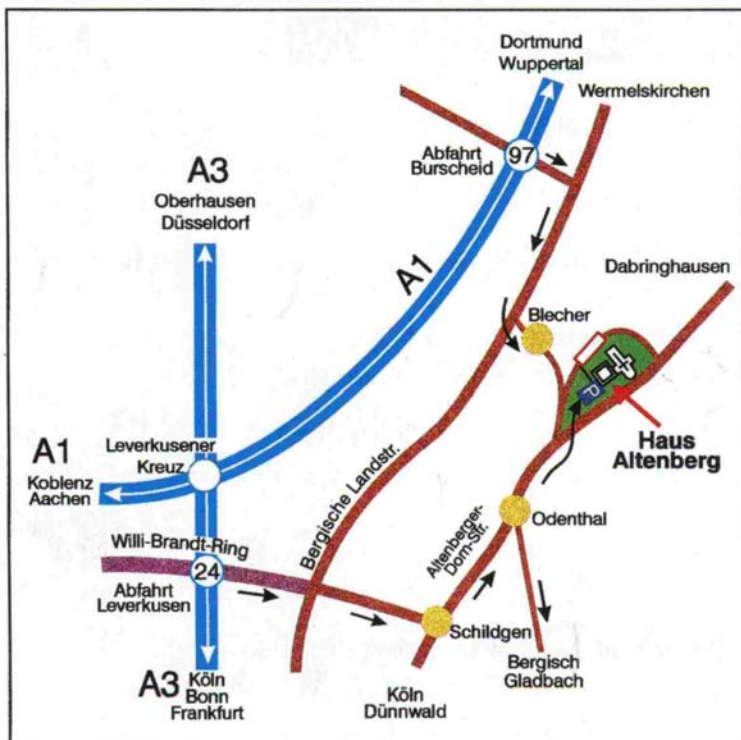 Dortmund
Wuppertal
Wermelskirchen
Abfahrt
Burscheid
97
A3
Oberhausen
Düsseldorf
A1
Dabringhausen
Blecher
P
Haus
Altenberg
A1
Koblenz
Aachen
Leverkusener
Kreuz
Bergische Landstr.
Altenberger-
Dom-Str.
Odenthal
Willi-Brandt-Ring
24
Abfahrt
Leverkusen
Schildgen
Bergisch
Gladbach
A3
Köln
Bonn
Frankfurt
Köln
Dünnwald